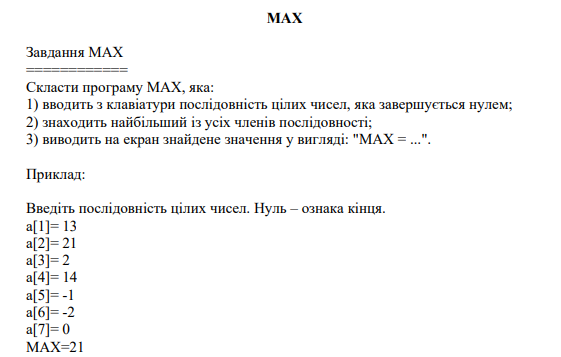 MAX
Завдання MAX
============
Скласти програму MAX, яка:
1) вводить з клавіатури послідовність цілих чисел, яка завершується нулем;
2) знаходить найбільший із усіх членів послідовності;
3) виводить на екран знайдене значення у вигляді: "MAX = ...".
Приклад:
Введіть послідовність цілих чисел. Нуль – ознака кінця.
a[1]= 13
a[2]= 21
a[3]= 2
a[4]= 14
a[5]= -1
a[6]= -2
a[7]= 0
MAX=21